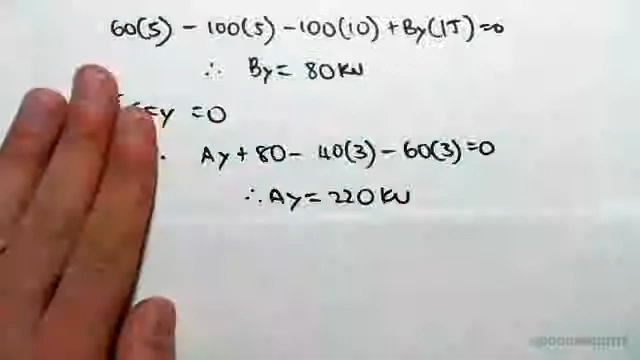 60(5) - 100(5) - 100(10) + By(15) = 0
∴ By = 80 kN
y = 0
Ay + 80 - 40(3) - 60(3) = 0
∴ Ay = 220 kN